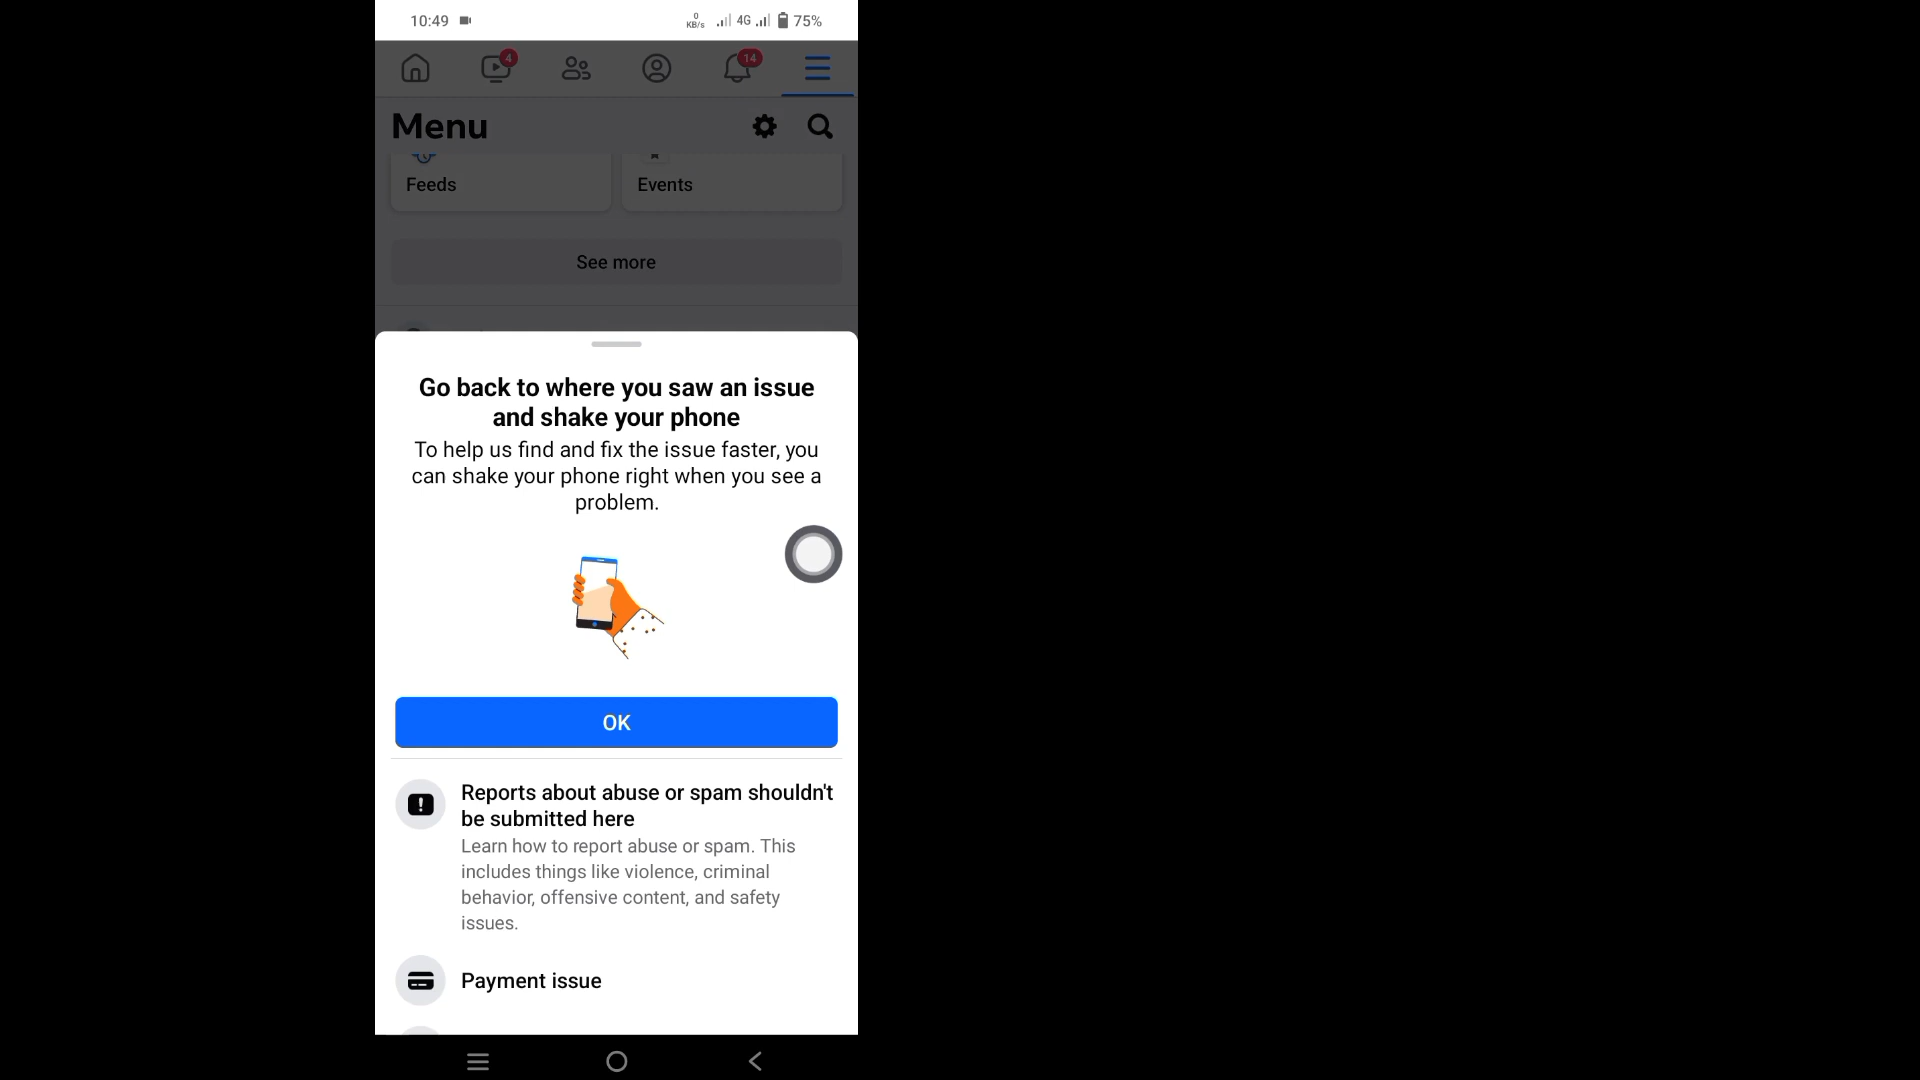 10:49
0
KB/s
4G
75%
4
14
Menu
Feeds
Events
See more
Go back to where you saw an issue
and shake your phone
To help us find and fix the issue faster, you
can shake your phone right when you see a
problem.
OK
Reports about abuse or spam shouldn't
be submitted here
Learn how to report abuse or spam. This
includes things like violence, criminal
behavior, offensive content, and safety
issues.
Payment issue